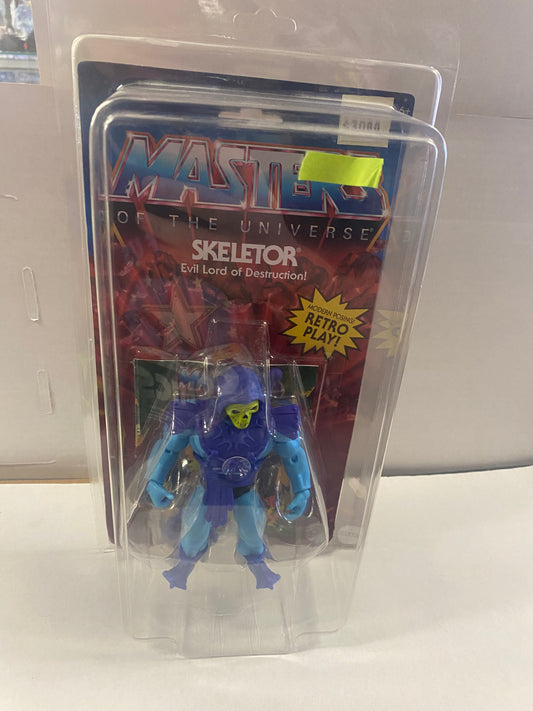 MASTERS
OF THE UNIVERSE
SKELETOR
Evil Lord of Destruction!
MODERN POSING!
RETRO
PLAY!